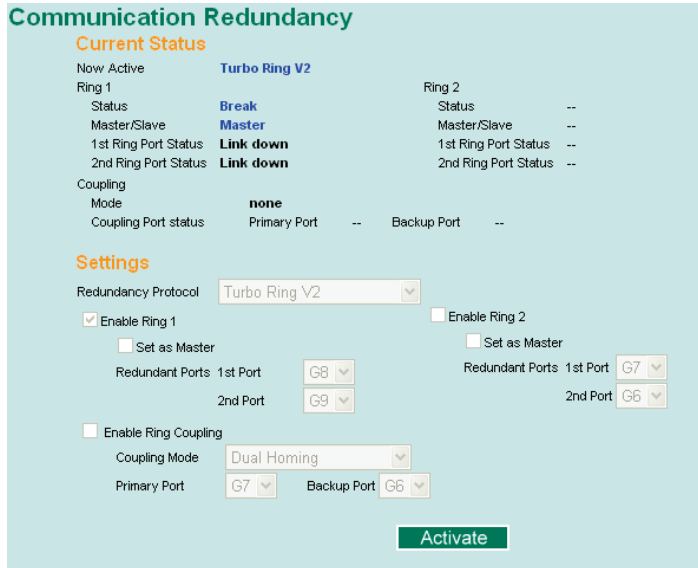 Communication Redundancy
Current Status
Now Active Turbo Ring V2
Ring 1 Ring 2
Status Break Status --
Master/Slave Master Master/Slave --
1st Ring Port Status Link down 1st Ring Port Status --
2nd Ring Port Status Link down 2nd Ring Port Status --
Coupling
Mode none
Coupling Port status Primary Port -- Backup Port --
Settings
Redundancy Protocol Turbo Ring V2
Enable Ring 1 Enable Ring 2
Set as Master Set as Master
Redundant Ports 1st Port G8 Redundant Ports 1st Port G7
2nd Port G9 2nd Port G6
Enable Ring Coupling
Coupling Mode Dual Homing
Primary Port G7 Backup Port G6
Activate